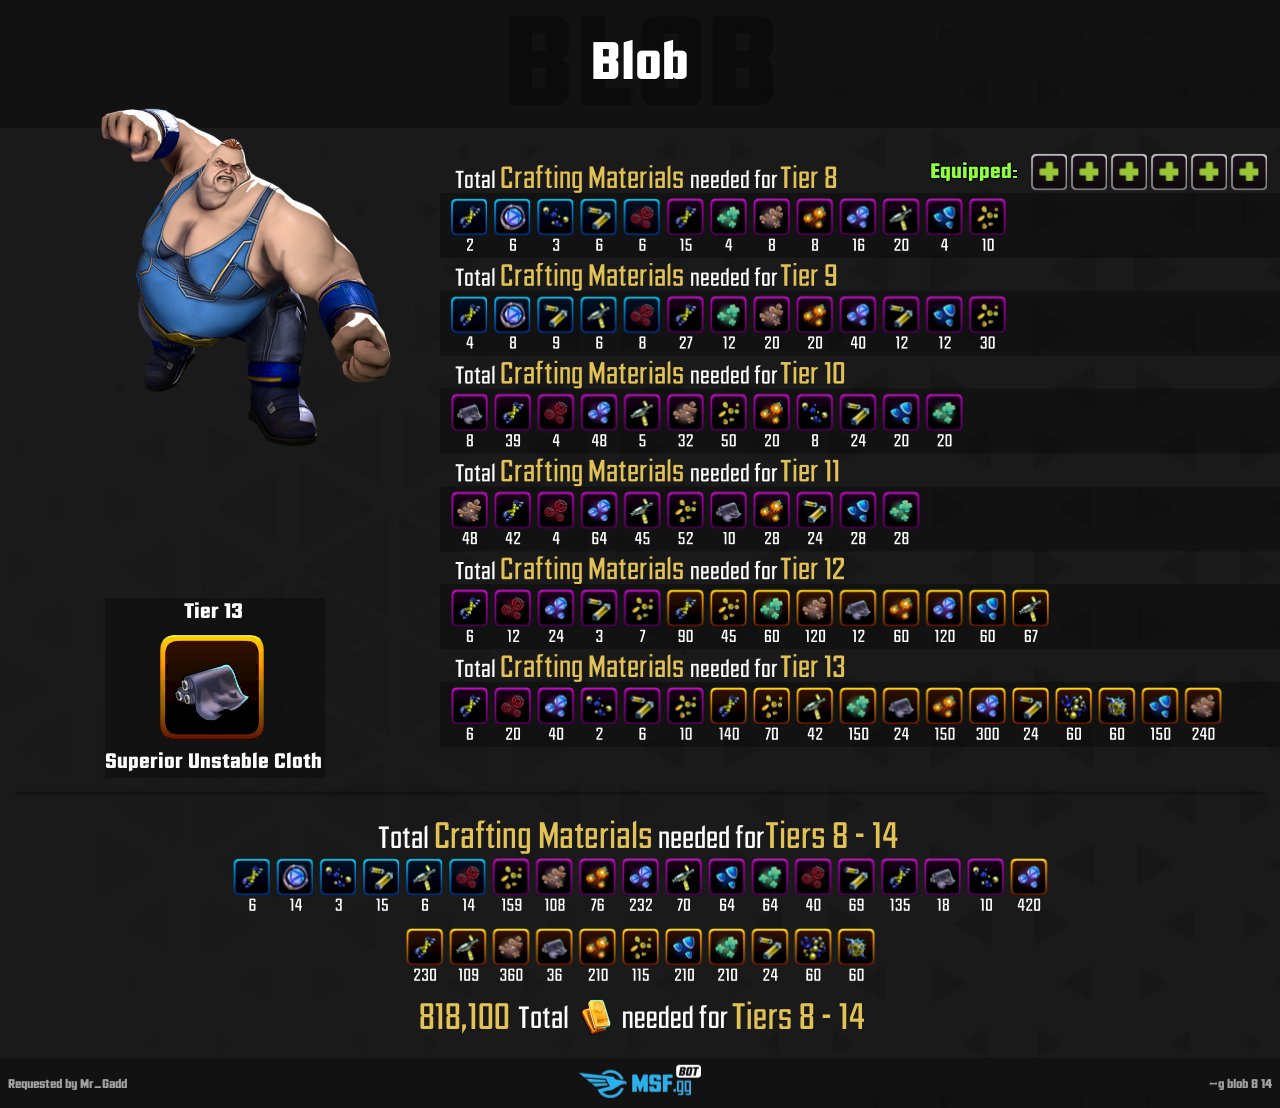 BLOB
Blob
Equipped:
Total Crafting Materials needed for Tier 8
2 6 3 6 6 15 4 8 8 16 20 4 10
Total Crafting Materials needed for Tier 9
4 8 9 6 8 27 12 20 20 40 12 12 30
Total Crafting Materials needed for Tier 10
8 39 4 48 5 32 50 20 8 24 20 20
Total Crafting Materials needed for Tier 11
48 42 4 64 45 52 10 28 24 28 28
Total Crafting Materials needed for Tier 12
6 12 24 3 7 90 45 60 120 12 60 120 60 67
Total Crafting Materials needed for Tier 13
6 20 40 2 6 10 140 70 42 150 24 150 300 24 60 60 150 240
Tier 13
Superior Unstable Cloth
Total Crafting Materials needed for Tiers 8 - 14
6 14 3 15 6 14 159 108 76 232 70 64 64 40 69 135 18 10 420
230 109 360 36 210 115 210 210 24 60 60
818,100 Total needed for Tiers 8 - 14
Requested by Mr_Gadd
MSF.gg BOT
~g blob 8 14